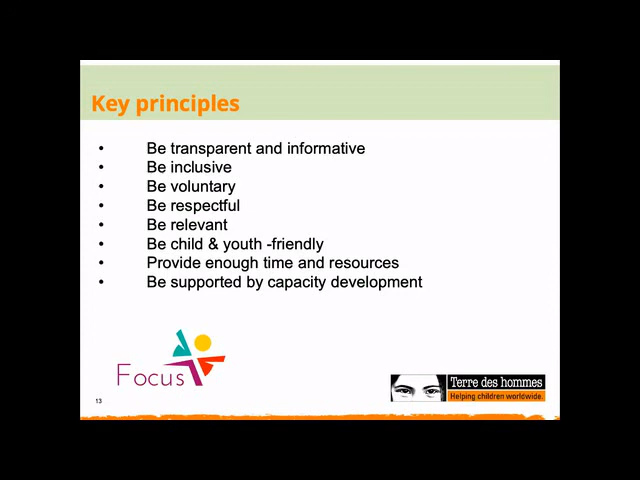 Key principles
• Be transparent and informative
• Be inclusive
• Be voluntary
• Be respectful
• Be relevant
• Be child & youth -friendly
• Provide enough time and resources
• Be supported by capacity development
Focus
Terre des hommes
Helping children worldwide.
13